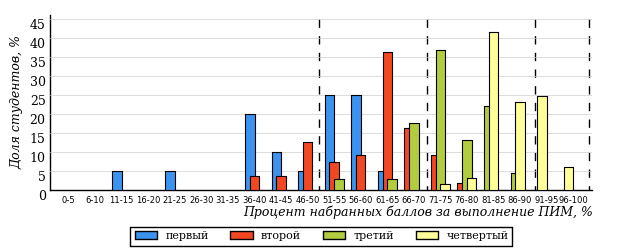 Доля студентов, %
45
40
35
30
25
20
15
10
5
0
0-5 6-10 11-15 16-20 21-25 26-30 31-35 36-40 41-45 46-50 51-55 56-60 61-65 66-70 71-75 76-80 81-85 86-90 91-95 96-100
Процент набранных баллов за выполнение ПИМ, %
первый второй третий четвертый